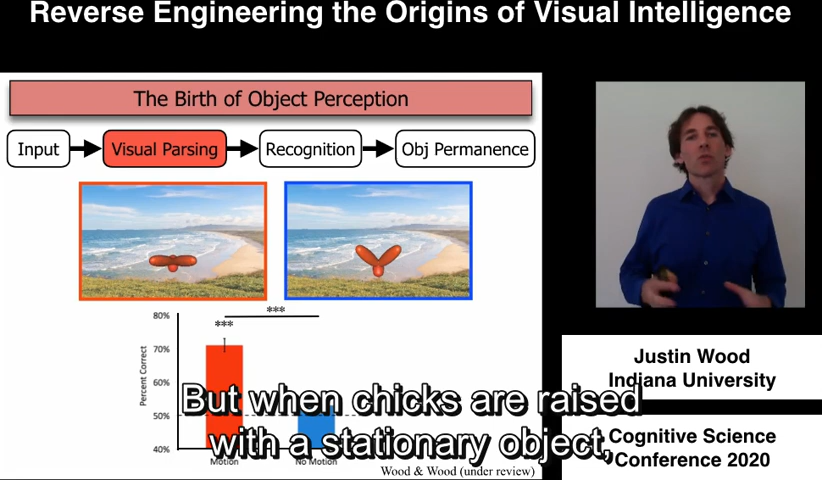 Reverse Engineering the Origins of Visual Intelligence
The Birth of Object Perception
Input
Visual Parsing
Recognition
Obj Permanence
***
***
80%
70%
60%
50%
40%
Percent Correct
Motion
No Motion
Wood & Wood (under review)
But when chicks are raised
with a stationary object,
Justin Wood
Indiana University
Cognitive Science
Conference 2020